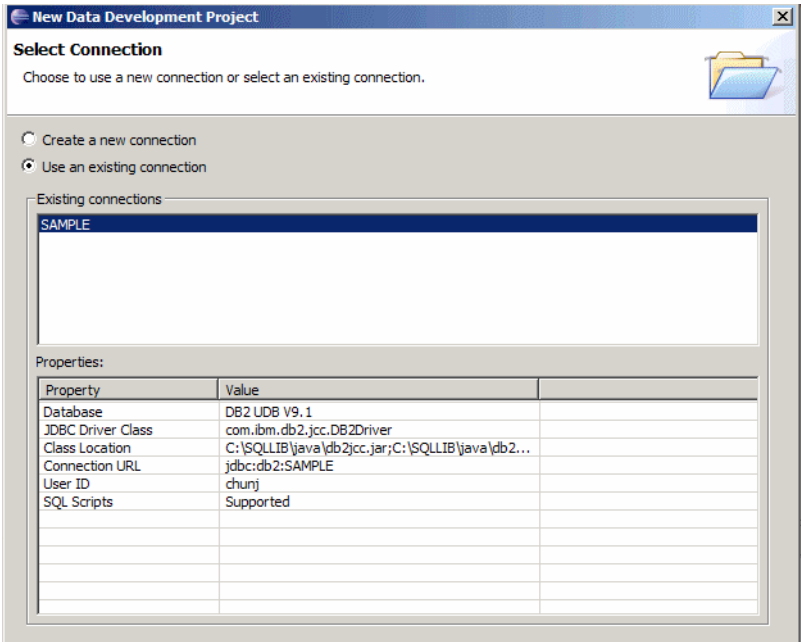 New Data Development Project
Select Connection
Choose to use a new connection or select an existing connection.
Create a new connection
Use an existing connection
Existing connections
SAMPLE
Properties:
Property Value
Database DB2 UDB V9.1
JDBC Driver Class com.ibm.db2.jcc.DB2Driver
Class Location C:\SQLLIB\java\db2jcc.jar;C:\SQLLIB\java\db2...
Connection URL jdbc:db2:SAMPLE
User ID chunj
SQL Scripts Supported